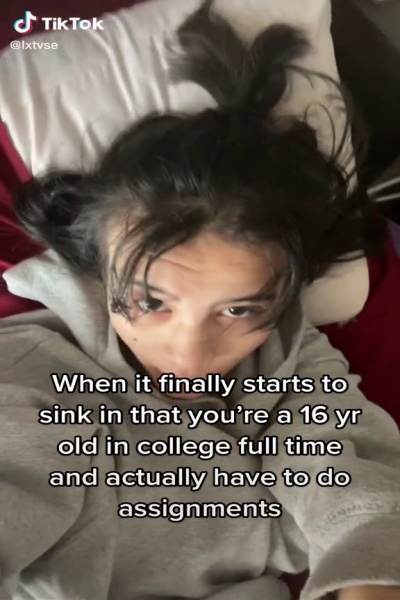 TikTok
@lxtvse
When it finally starts to
sink in that you're a 16 yr
old in college full time
and actually have to do
assignments